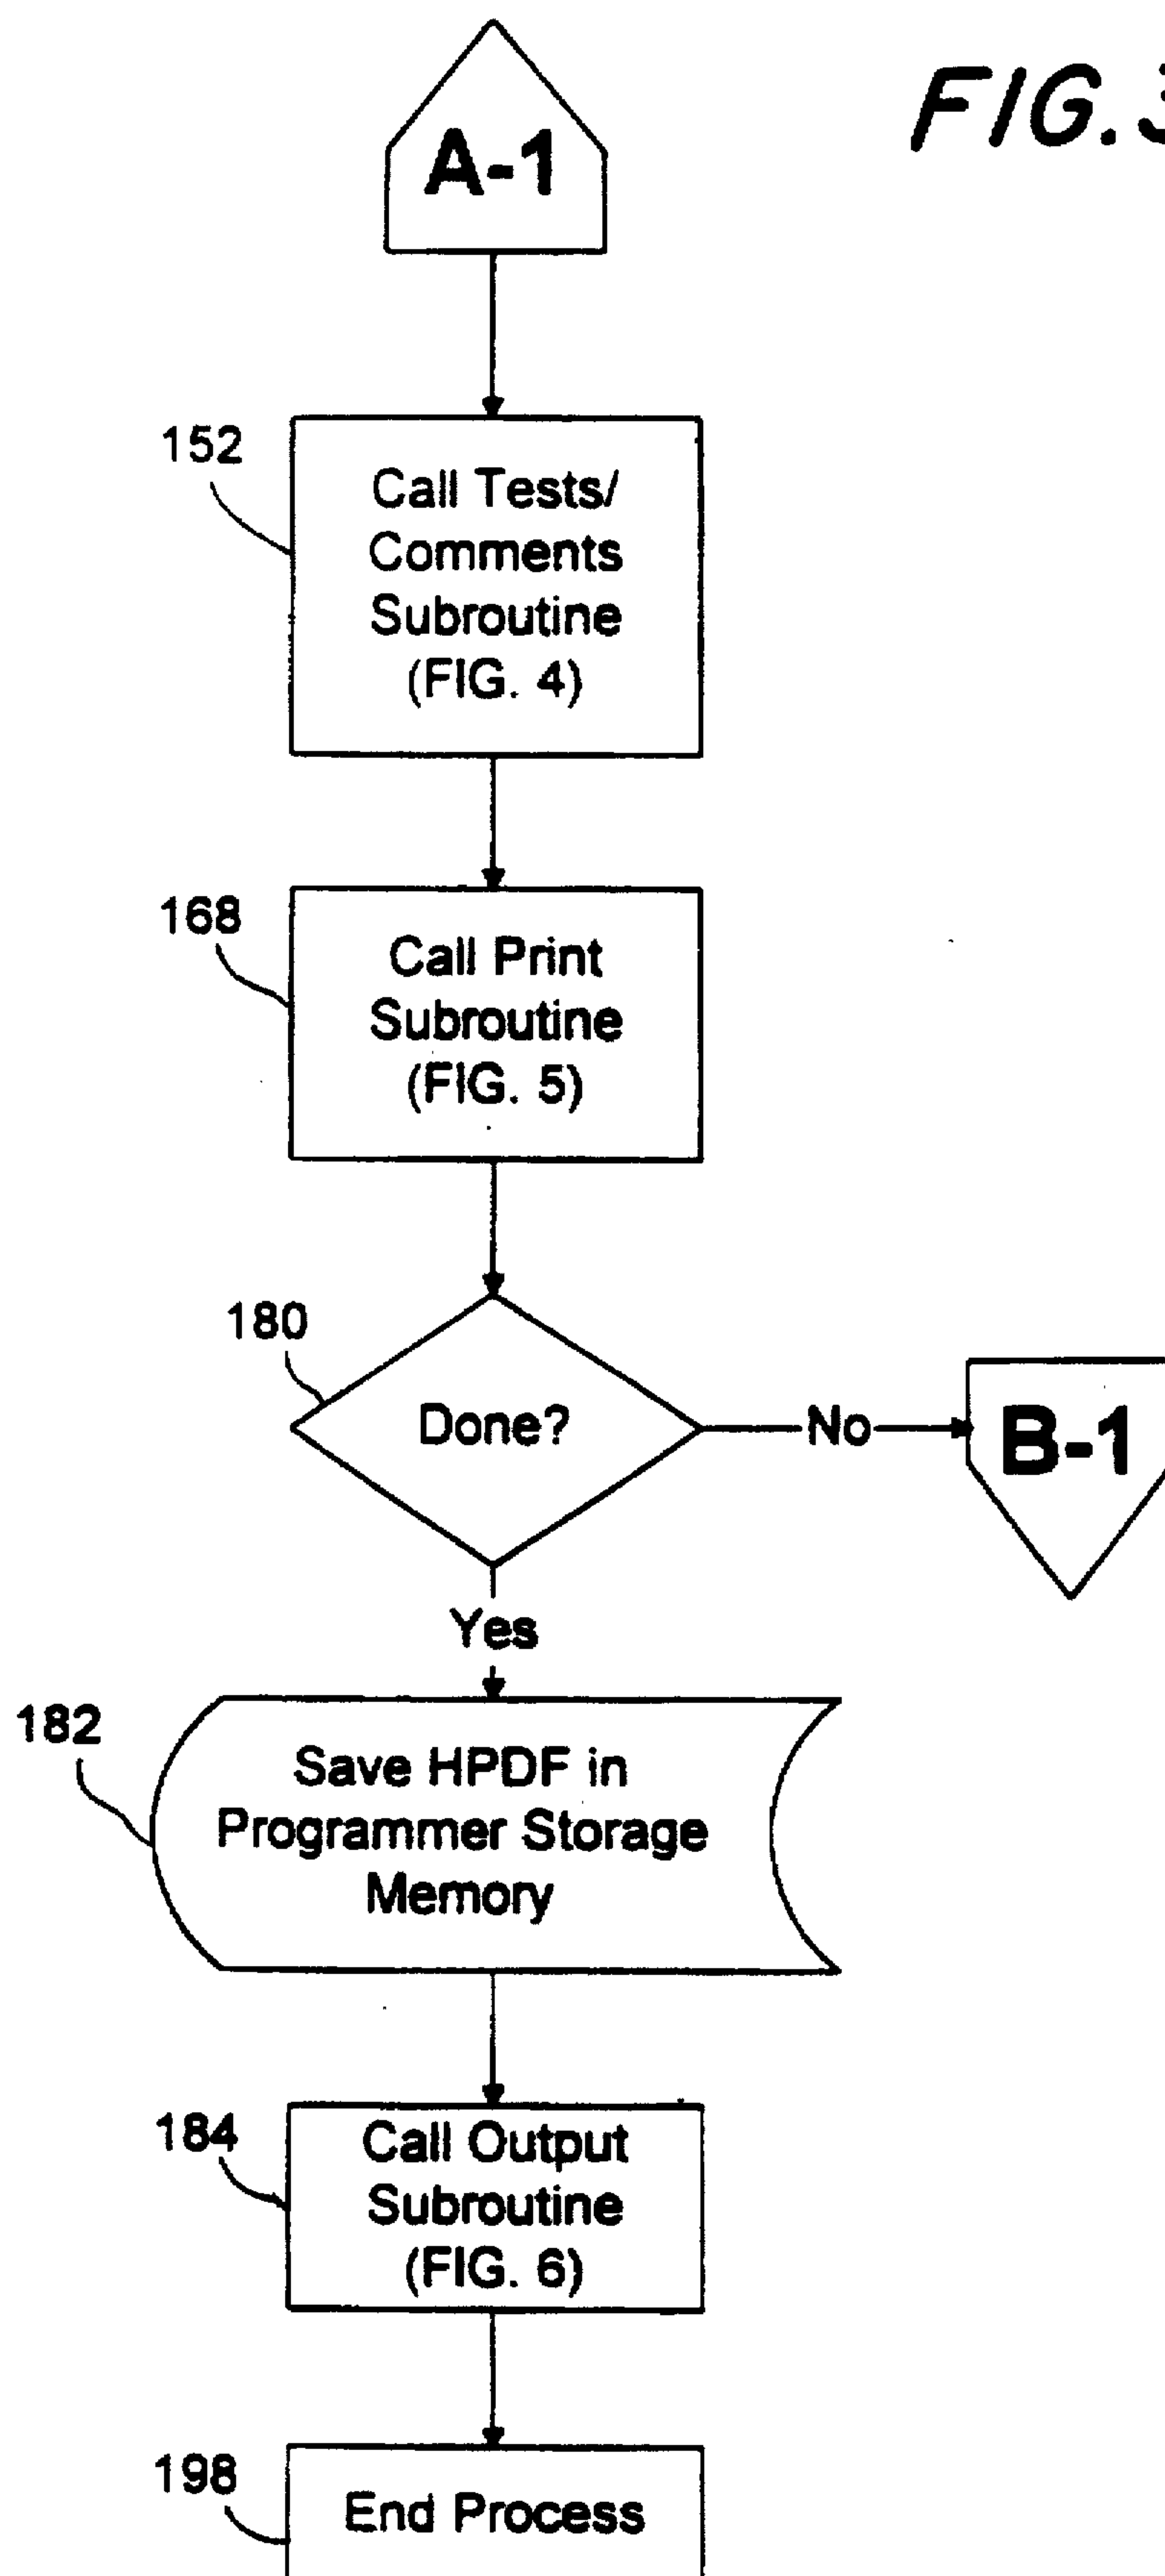 FIG. 3
A-1
152
Call Tests/
Comments
Subroutine
(FIG. 4)
168
Call Print
Subroutine
(FIG. 5)
180
Done?
No
B-1
Yes
182
Save HPDF in
Programmer Storage
Memory
184
Call Output
Subroutine
(FIG. 6)
198
End Process